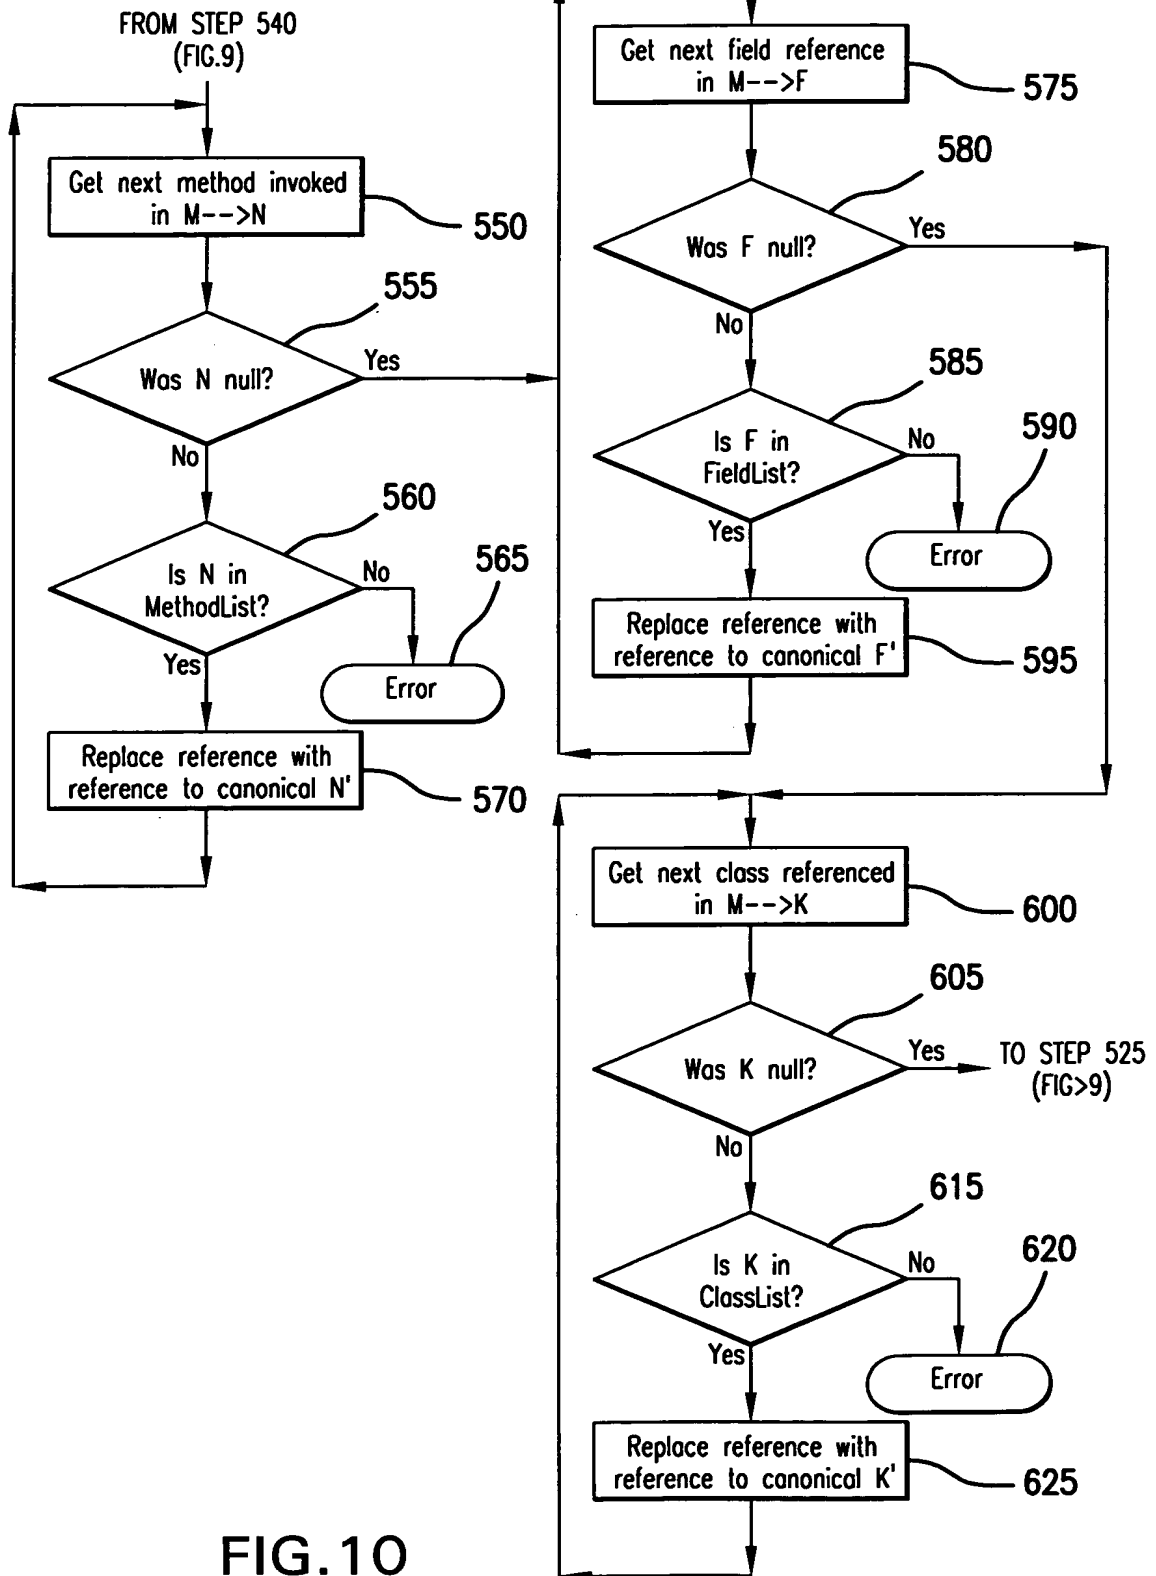 FROM STEP 540
(FIG.9)
Get next method invoked
in M-->N
550
555
Was N null?
Yes
No
560
Is N in
MethodList?
No
565
Error
Yes
Replace reference with
reference to canonical N'
570
Get next field reference
in M-->F
575
580
Was F null?
Yes
No
585
Is F in
FieldList?
No
590
Error
Yes
Replace reference with
reference to canonical F'
595
Get next class referenced
in M-->K
600
605
Was K null?
Yes
TO STEP 525
(FIG>9)
No
615
Is K in
ClassList?
No
620
Error
Yes
Replace reference with
reference to canonical K'
625
FIG.10